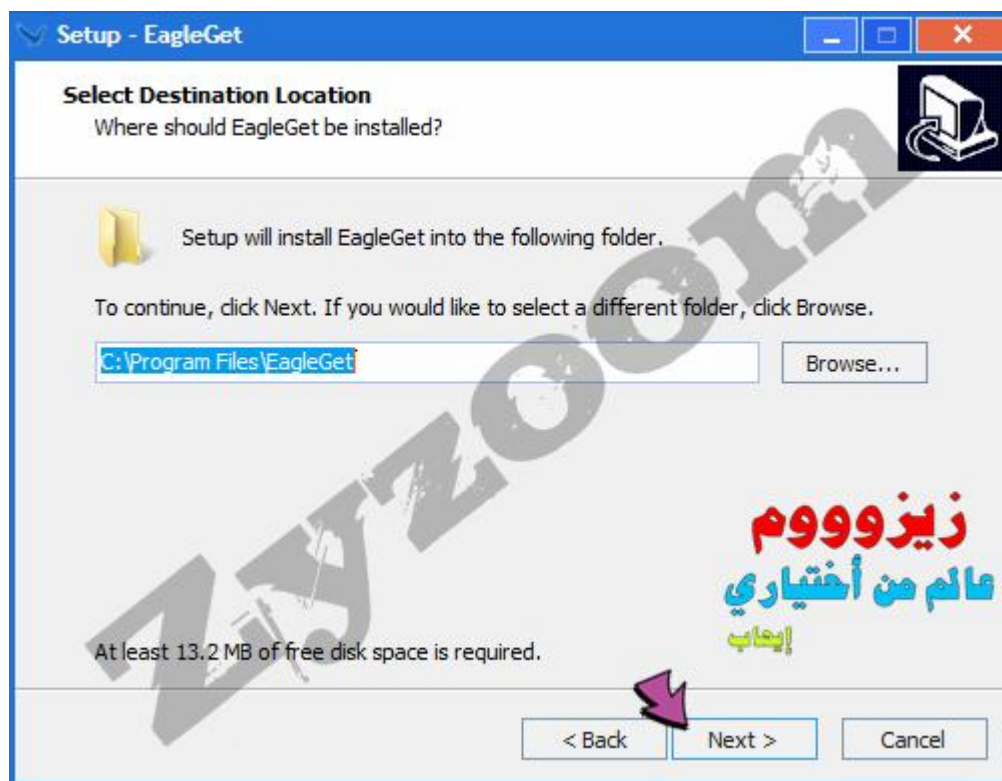 Setup - EagleGet
Select Destination Location
Where should EagleGet be installed?
Setup will install EagleGet into the following folder.
To continue, click Next. If you would like to select a different folder, click Browse.
C:\Program Files\EagleGet
Browse...
Zyzoom
زيزوووم
عالم من أختياري
إيهاب
At least 13.2 MB of free disk space is required.
< Back
Next >
Cancel